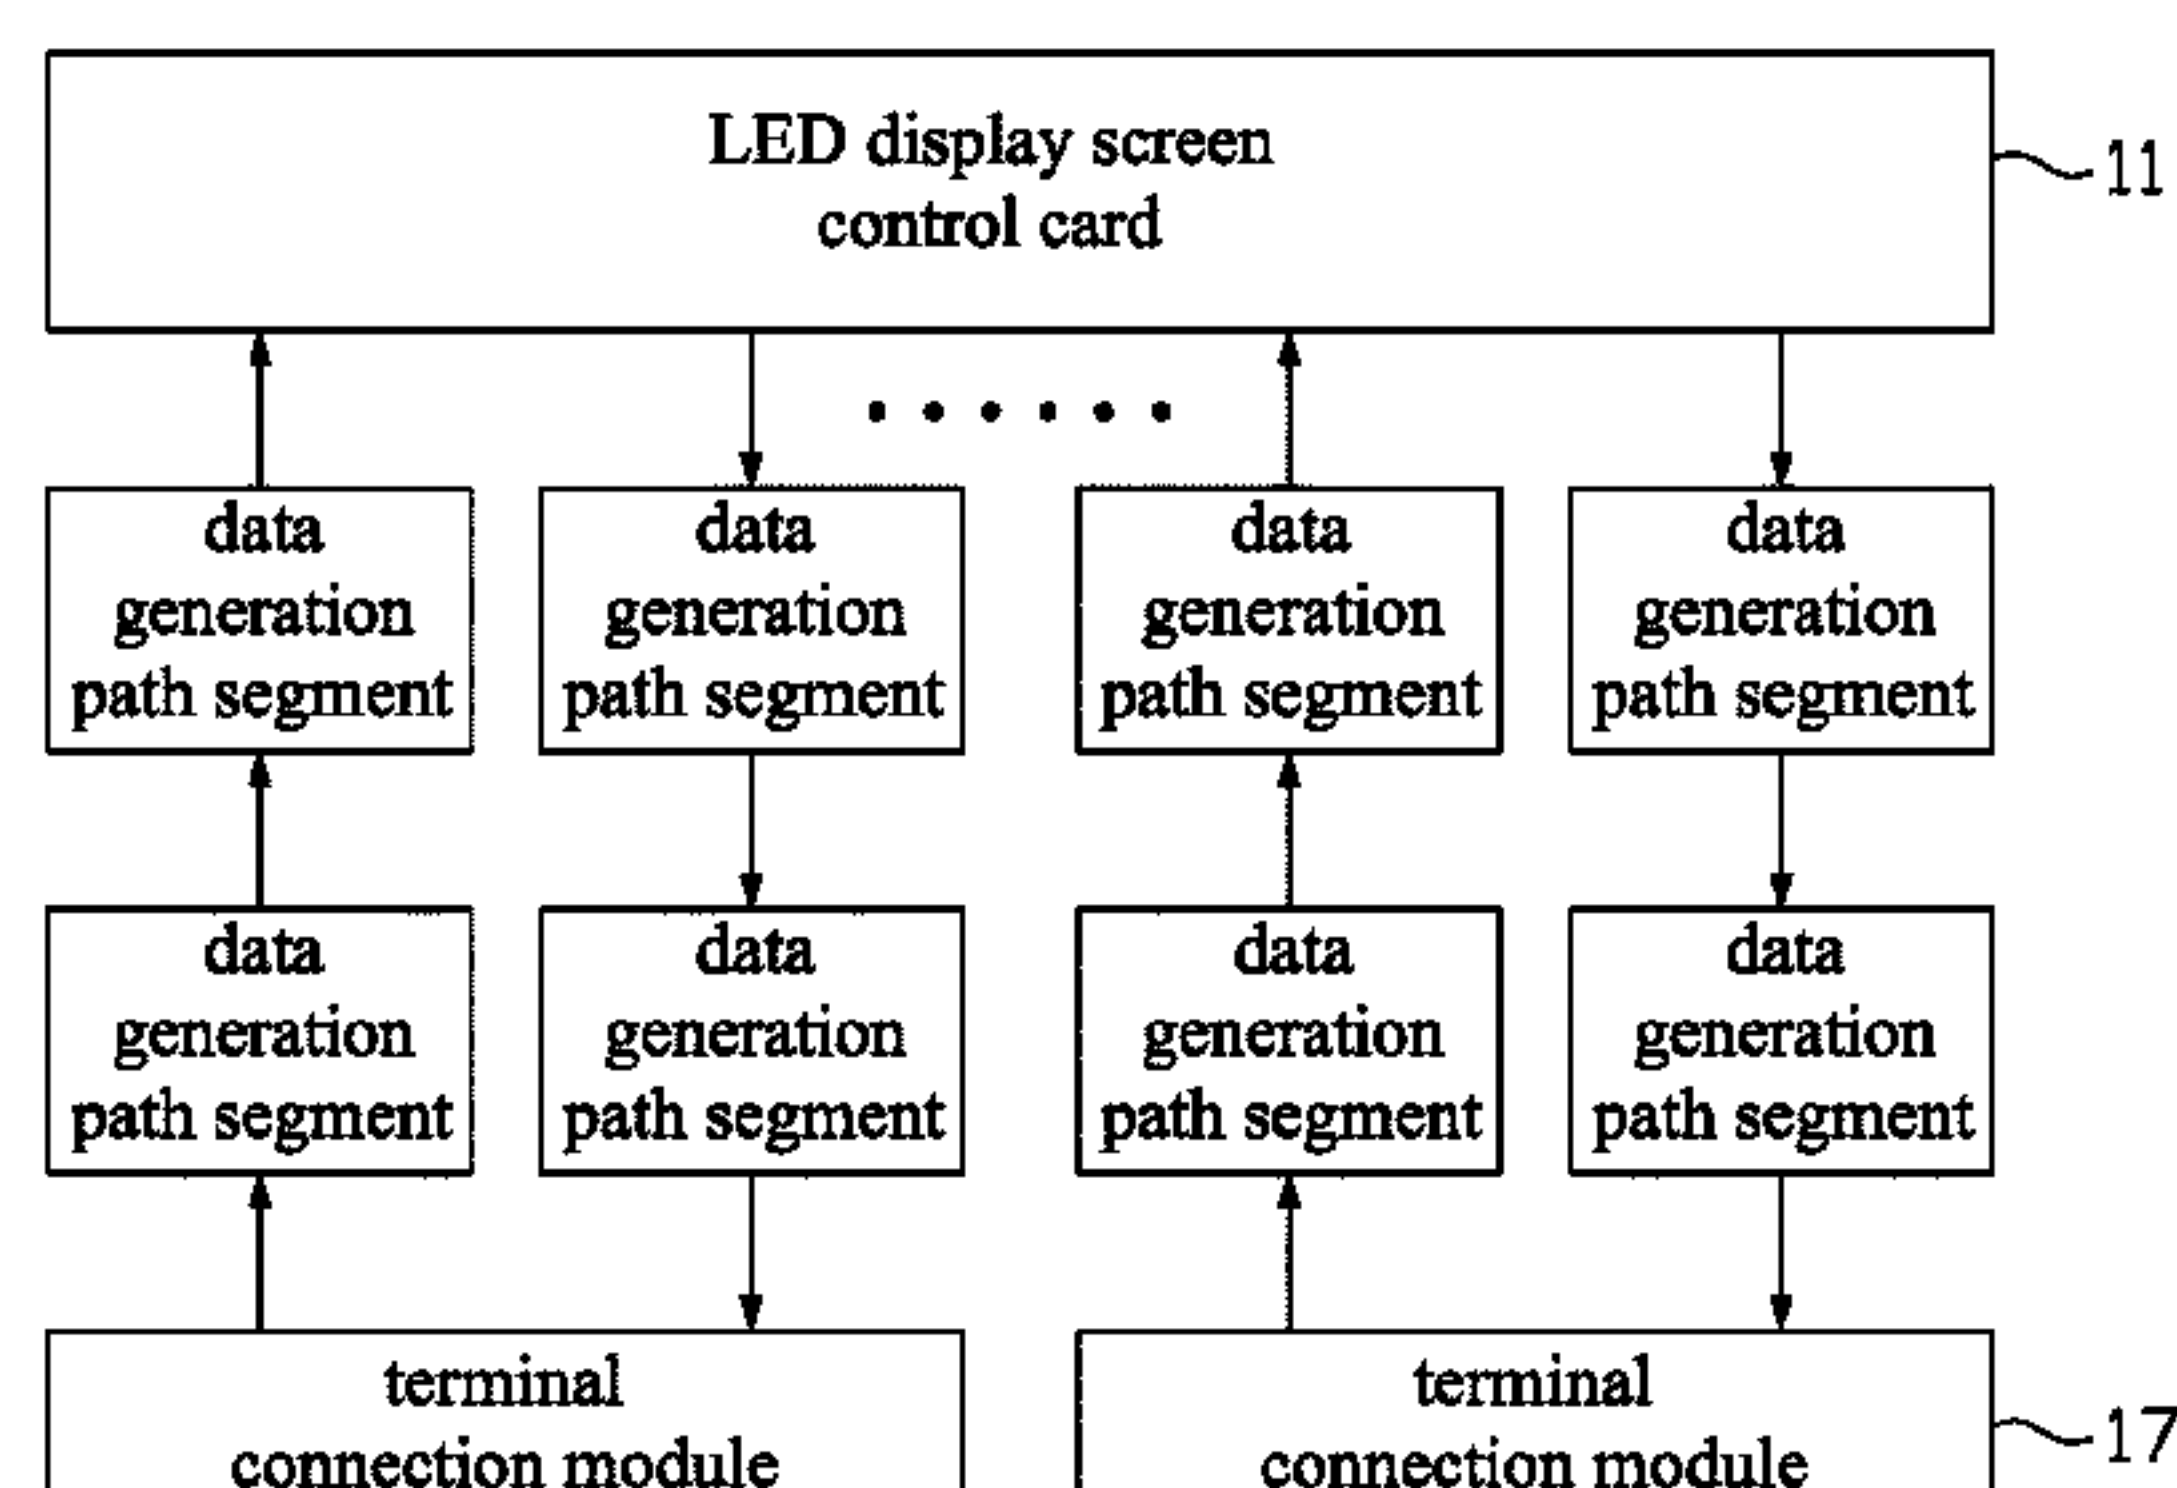 LED display screen
control card
11
data
generation
path segment
data
generation
path segment
data
generation
path segment
data
generation
path segment
data
generation
path segment
data
generation
path segment
data
generation
path segment
data
generation
path segment
terminal
connection module
terminal
connection module
17